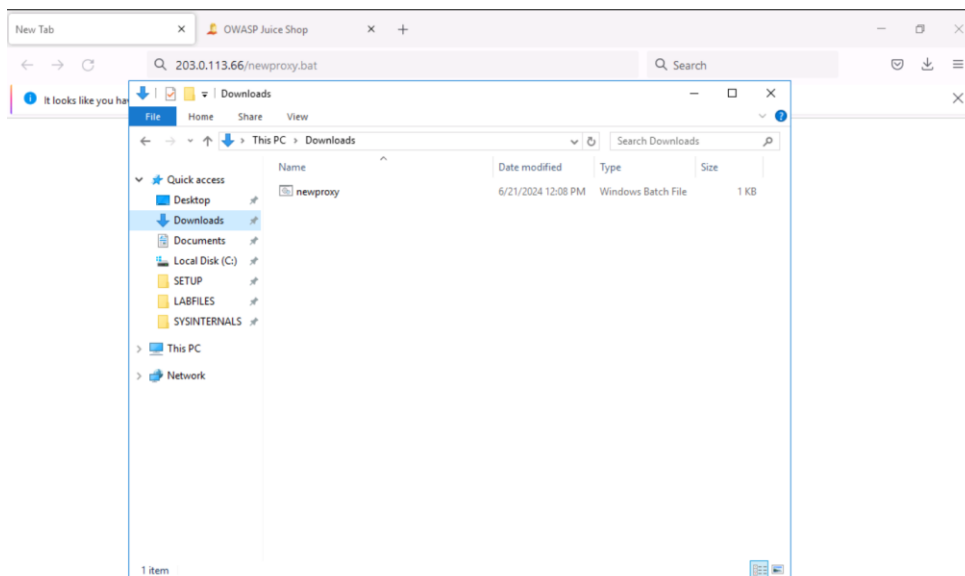 New Tab
OWASP Juice Shop
203.0.113.66/newproxy.bat
Search
It looks like you ha
Downloads
File Home Share View
This PC > Downloads
Search Downloads
Name Date modified Type Size
Quick access
newproxy 6/21/2024 12:08 PM Windows Batch File 1 KB
Desktop
Downloads
Documents
Local Disk (C:)
SETUP
LABFILES
SYSINTERNALS
This PC
Network
1 item